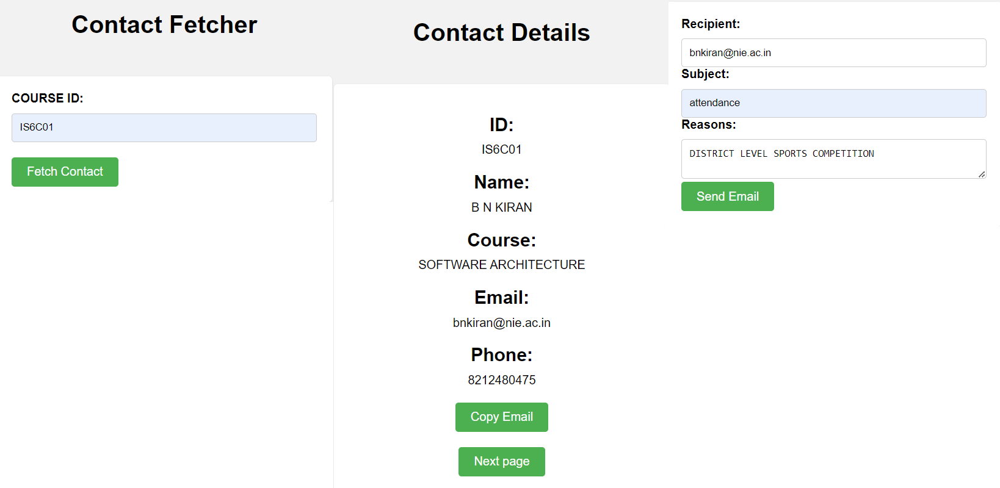 Contact Fetcher
COURSE ID:
IS6C01
Fetch Contact
Contact Details
ID:
IS6C01
Name:
B N KIRAN
Course:
SOFTWARE ARCHITECTURE
Email:
bnkiran@nie.ac.in
Phone:
8212480475
Copy Email
Next page
Recipient:
bnkiran@nie.ac.in
Subject:
attendance
Reasons:
DISTRICT LEVEL SPORTS COMPETITION
Send Email